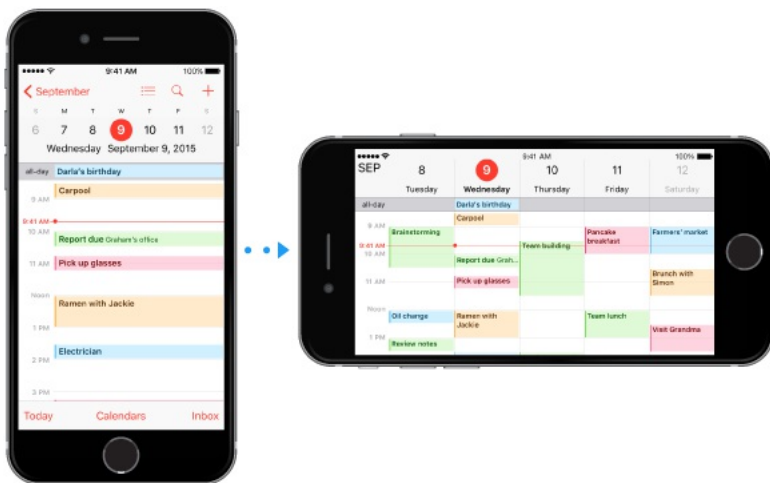 9:41 AM
100%
September
S M T W T F S
6 7 8 9 10 11 12
Wednesday September 9, 2015
all-day Darla's birthday
Carpool
9 AM
9:41 AM
10 AM
Report due Graham's office
11 AM
Pick up glasses
Noon
Ramen with Jackie
1 PM
Electrician
2 PM
3 PM
Today Calendars Inbox
9:41 AM
100%
SEP 8 9 10 11 12
Tuesday Wednesday Thursday Friday Saturday
all-day Darla's birthday
Carpool
9 AM
Brainstorming
Pancake
breakfast
Farmers' market
9:41 AM
Team building
10 AM
Report due Grah...
11 AM
Pick up glasses
Brunch with
Simon
Noon
Oil change
Ramen with
Jackie
Team lunch
Visit Grandma
1 PM
Review notes